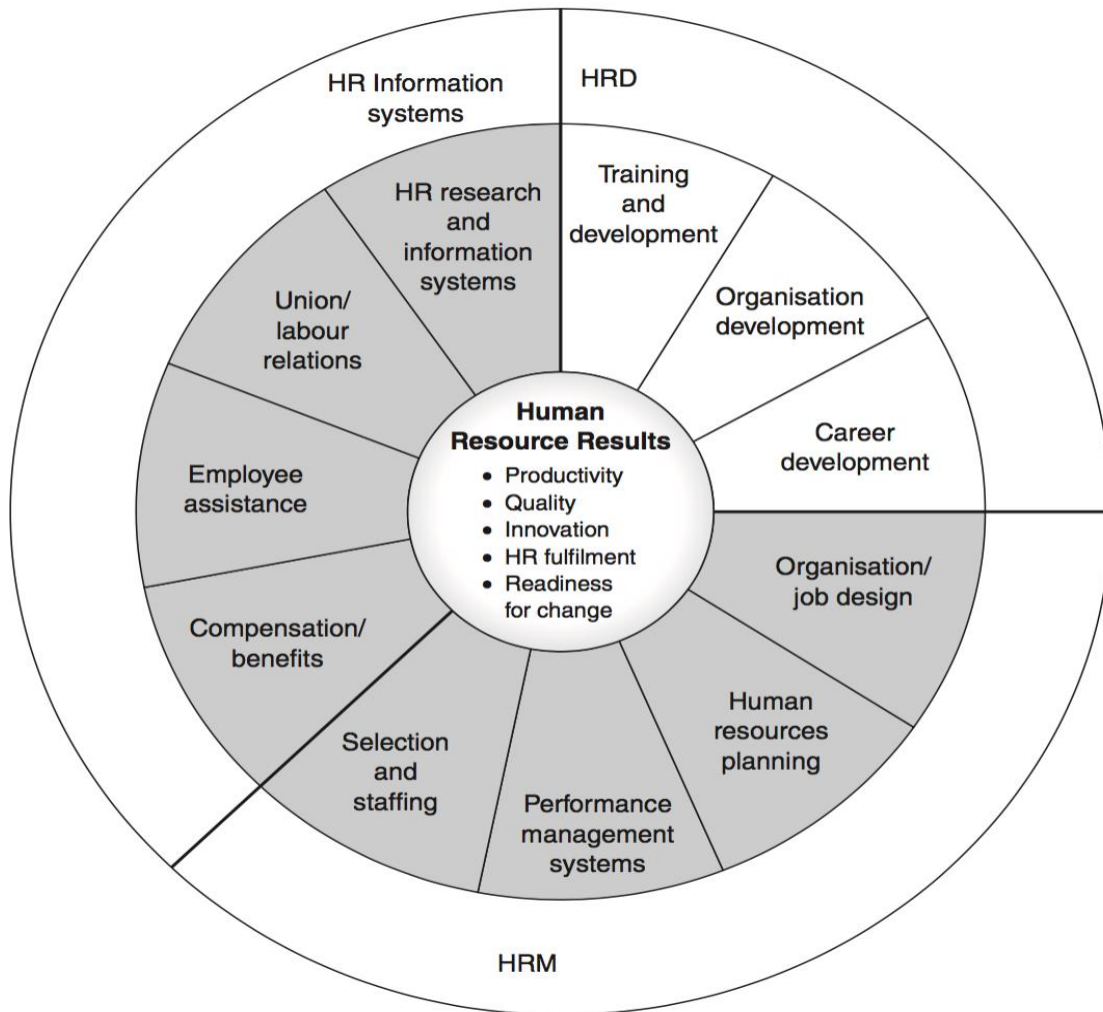 HR Information
systems
HRD
HR research
and
information
systems
Training
and
development
Organisation
development
Career
development
Union/
labour
relations
Employee
assistance
Compensation/
benefits
Human
Resource Results
• Productivity
• Quality
• Innovation
• HR fulfilment
• Readiness
for change
Organisation/
job design
Human
resources
planning
Performance
management
systems
Selection
and
staffing
HRM